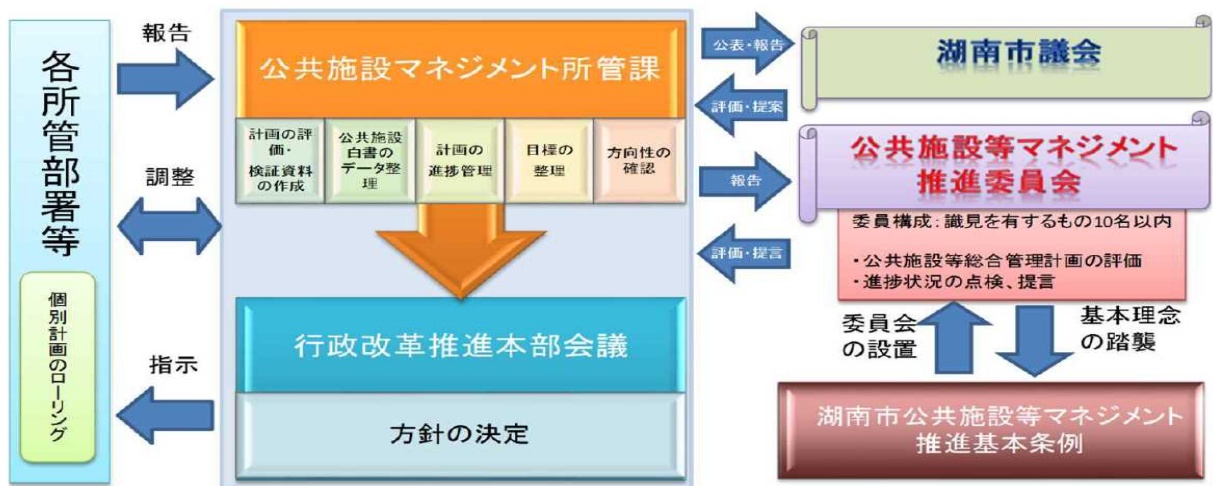 各所管部署等
個別計画のローリング
報告
調整
指示
公共施設マネジメント所管課
計画の評
価・
検証資料
の作成
公共施設
白書の
データ整
理
計画の
進捗管理
目標の
整理
方向性の
確認
行政改革推進本部会議
方針の決定
公表・報告
評価・提案
報告
評価・提言
湖南市議会
公共施設等マネジメント
推進委員会
委員構成：識見を有するもの10名以内
・公共施設等総合管理計画の評価
・進捗状況の点検、提言
委員会
の設置
基本理念
の踏襲
湖南市公共施設等マネジメント
推進基本条例